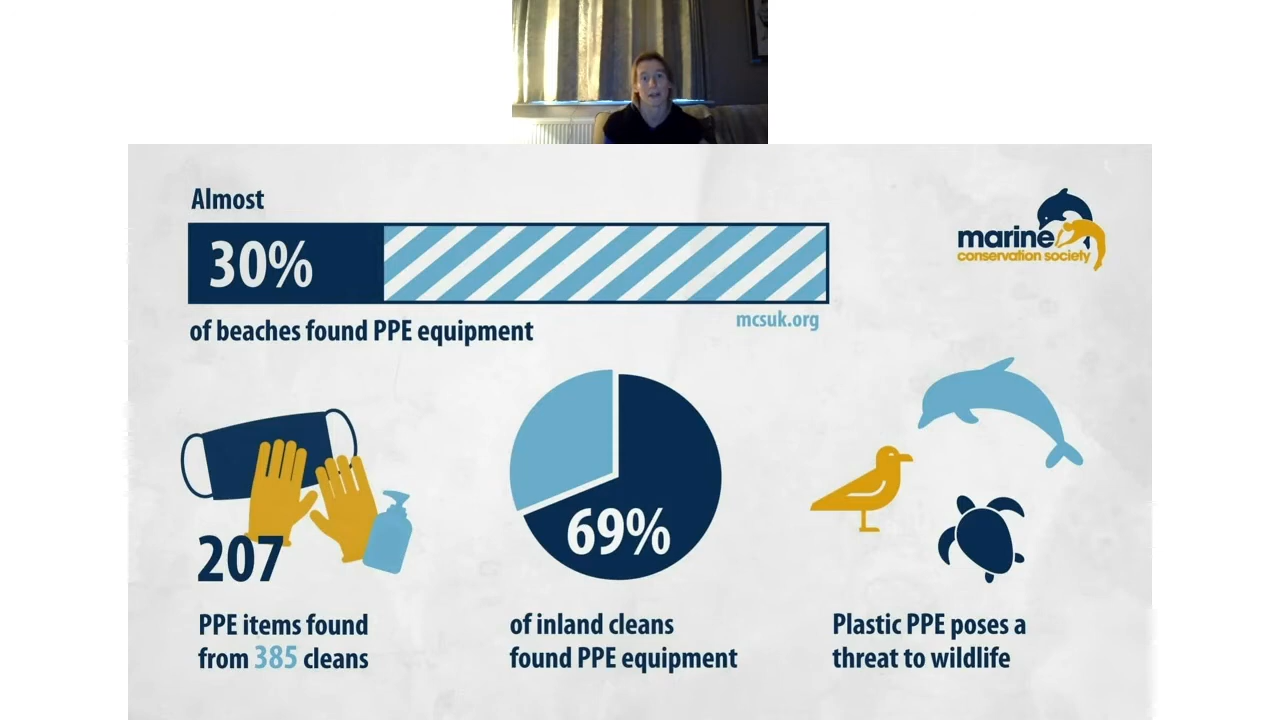 Almost
30%
of beaches found PPE equipment
mcsuk.org
marine
conservation society
207
PPE items found
from 385 cleans
69%
of inland cleans
found PPE equipment
Plastic PPE poses a
threat to wildlife